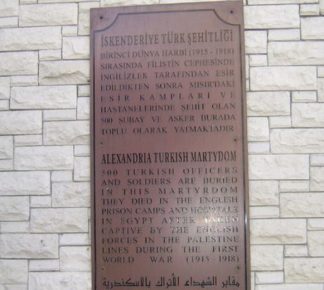 İSKENDERİYE TÜRK ŞEHİTLİĞİ
BİRİNCİ DÜNYA HARBİ (1915 - 1918)
SIRASINDA FİLİSTİN CEPHESİNDE
İNGİLİZLER TARAFINDAN ESİR
EDİLDİKTEN SONRA MISIR'DAKİ
ESİR KAMPLARI VE
HASTANELERİNDE ŞEHİT OLAN
500 SUBAY VE ASKER BURADA
TOPLU OLARAK YATMAKTADIR
ALEXANDRIA TURKISH MARTYDOM
500 TURKISH OFFICERS
AND SOLDIERS ARE BURIED
IN THIS MARTYRDOM
THEY DIED IN THE ENGLISH
PRISON CAMPS AND HOSPITALS
IN EGYPT AFTER
CAPTIVE BY THE ENGLISH
FORCES IN THE PALESTINE
LINES DURING THE FIRST
WORLD WAR (1915 - 1918)
مقابر الشهداء الأتراك بالاسكندرية